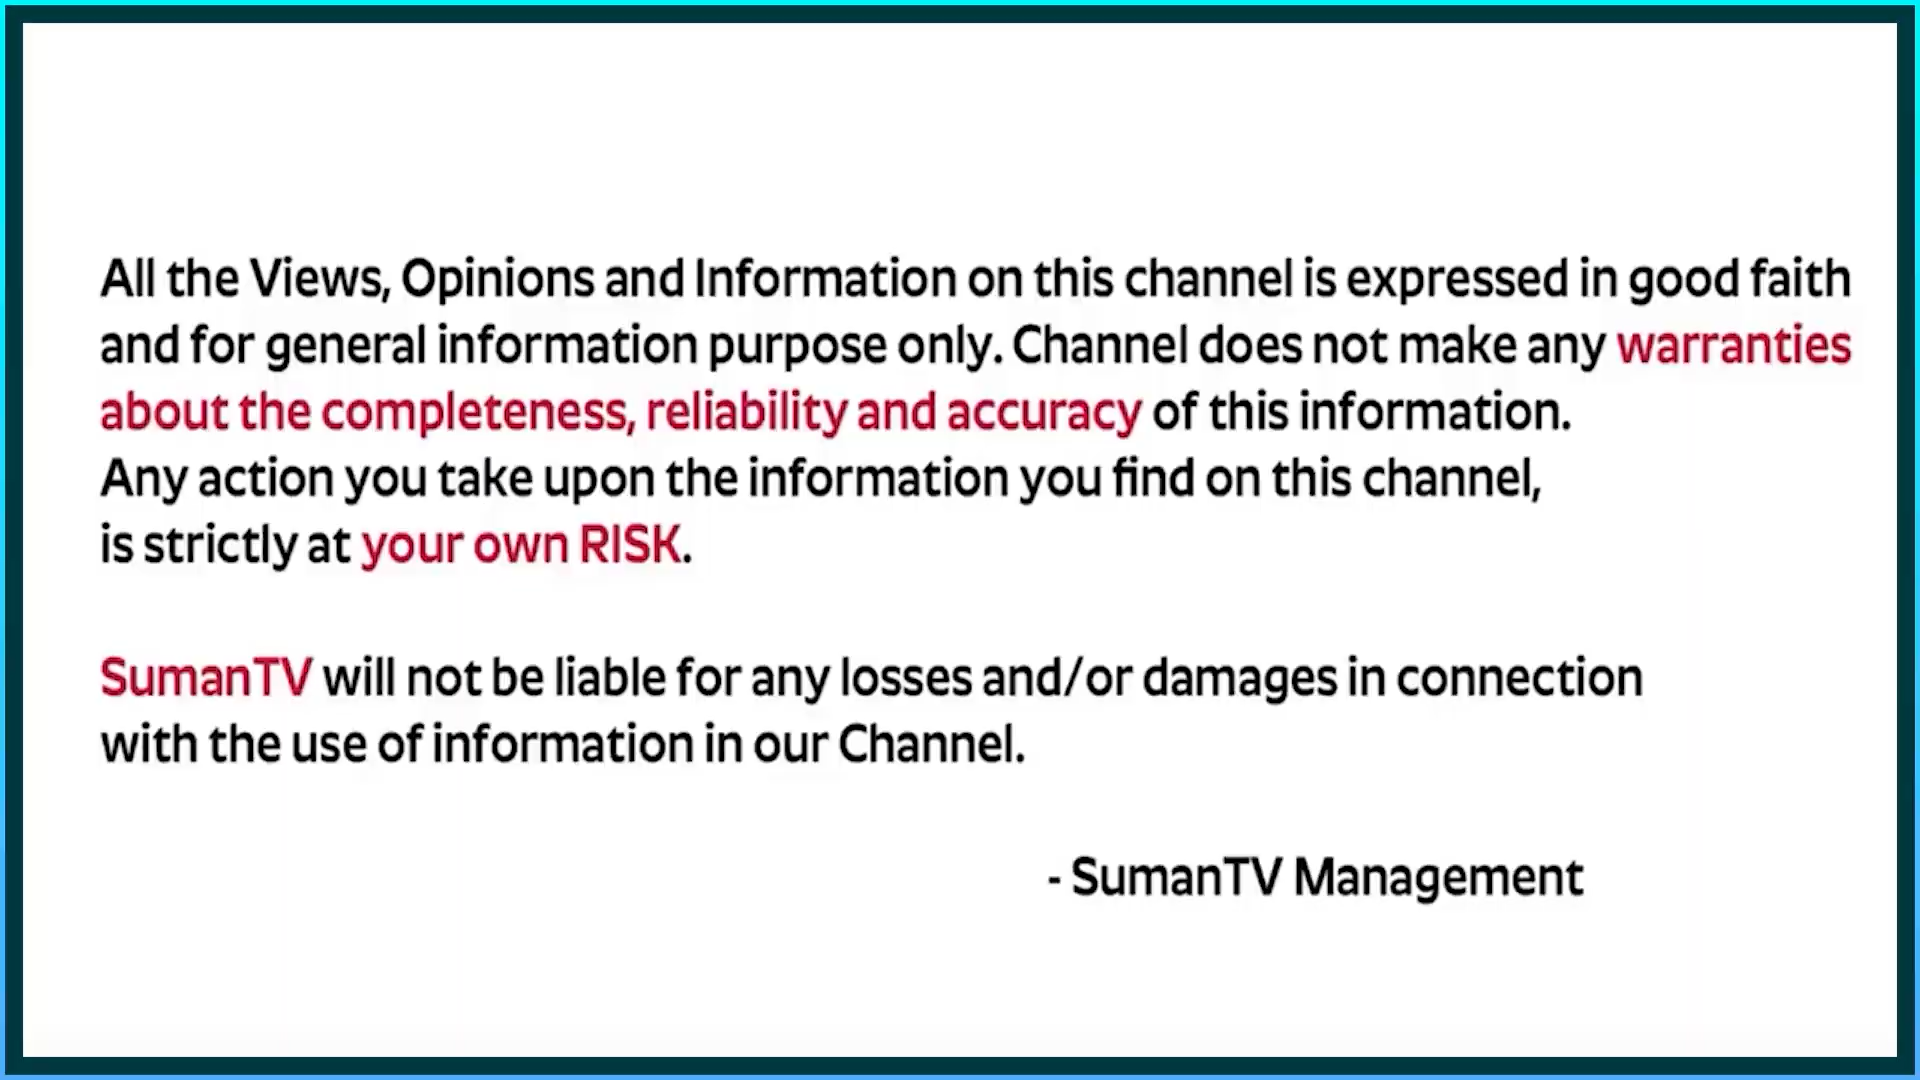 All the Views, Opinions and Information on this channel is expressed in good faith
and for general information purpose only. Channel does not make any warranties
about the completeness, reliability and accuracy of this information.
Any action you take upon the information you find on this channel,
is strictly at your own RISK.
SumanTV will not be liable for any losses and/or damages in connection
with the use of information in our Channel.
- SumanTV Management